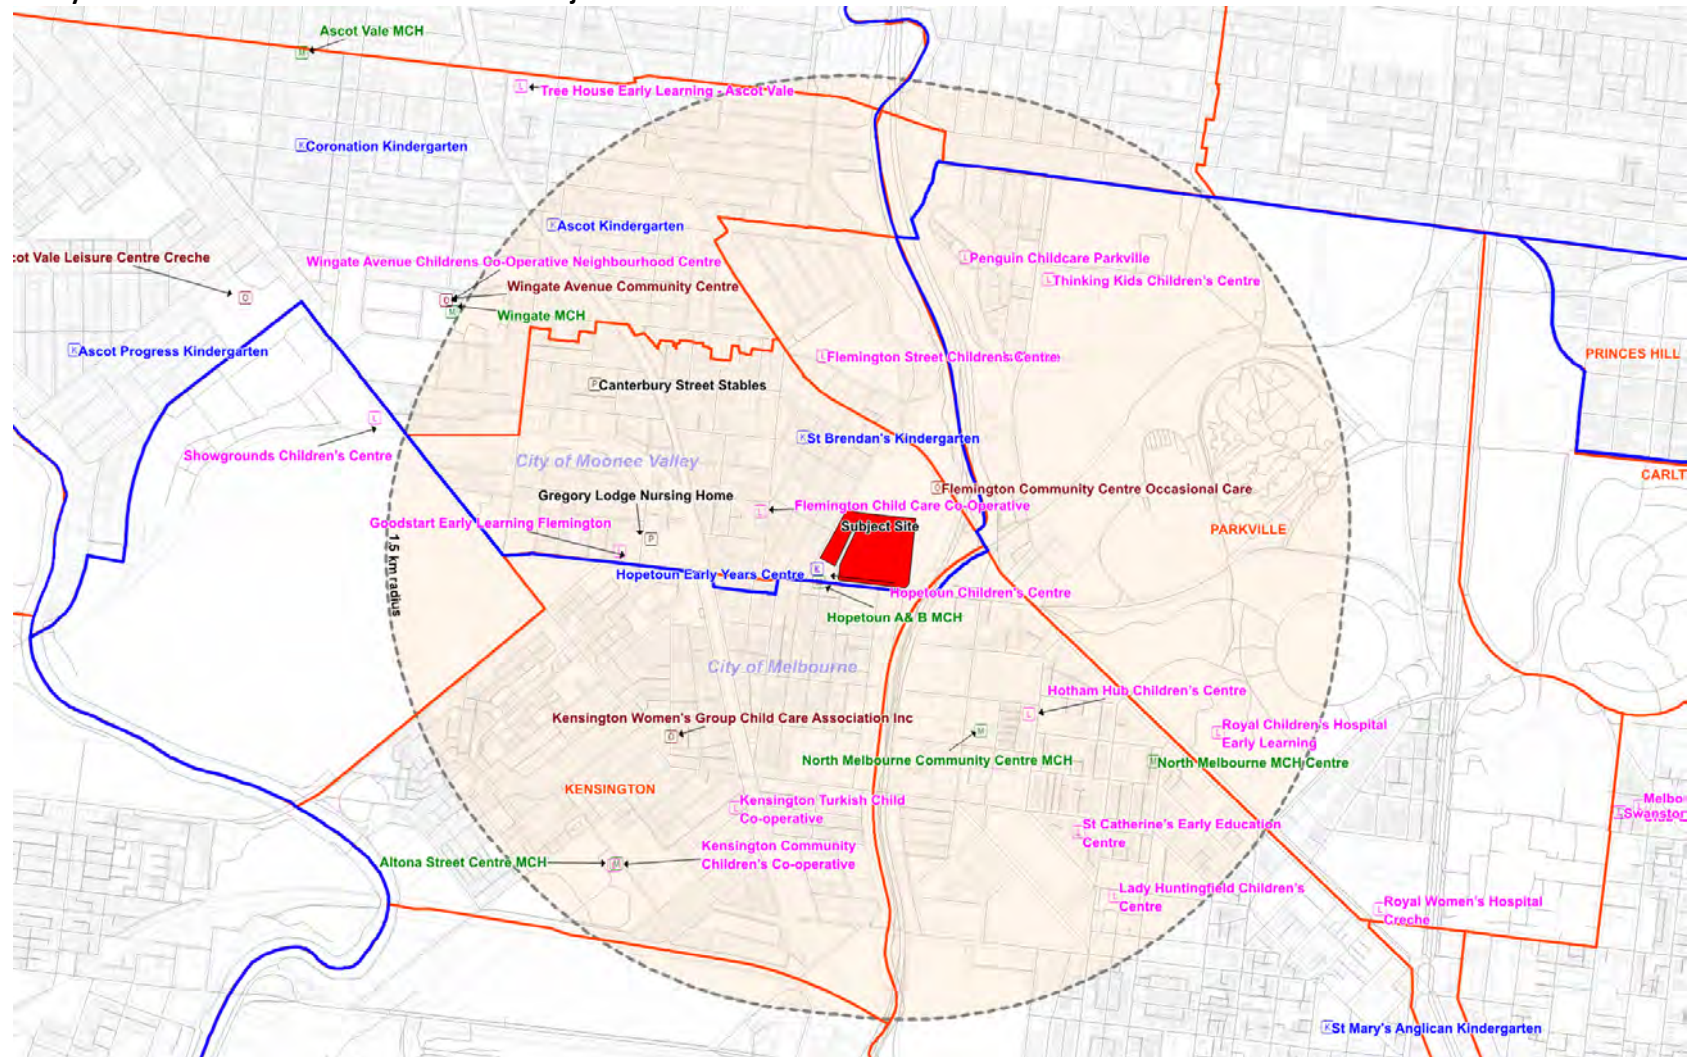 Ascot Vale MCH
Tree House Early Learning - Ascot Vale
Coronation Kindergarten
Ascot Kindergarten
cot Vale Leisure Centre Creche
Wingate Avenue Childrens Co-Operative Neighbourhood Centre
Penguin Childcare Parkville
Thinking Kids Children's Centre
Wingate Avenue Community Centre
Wingate MCH
Ascot Progress Kindergarten
Flemington Street Children's Centre
PRINCES HILL
Canterbury Street Stables
St Brendan's Kindergarten
Showgrounds Children's Centre
City of Moonee Valley
CARLT
Gregory Lodge Nursing Home
Flemington Community Centre Occasional Care
Flemington Child Care Co-Operative
Goodstart Early Learning Flemington
Subject Site
PARKVILLE
1.5 km radius
Hopetoun Early Years Centre
Hopetoun Children's Centre
Hopetoun A& B MCH
City of Melbourne
Hotham Hub Children's Centre
Kensington Women's Group Child Care Association Inc
Royal Children's Hospital
Early Learning
North Melbourne Community Centre MCH
North Melbourne MCH Centre
KENSINGTON
Kensington Turkish Child
Co-operative
Melbo
Swanston
St Catherine's Early Education
Centre
Kensington Community
Children's Co-operative
Altona Street Centre MCH
Lady Huntingfield Children's
Centre
Royal Women's Hospital
Creche
St Mary's Anglican Kindergarten